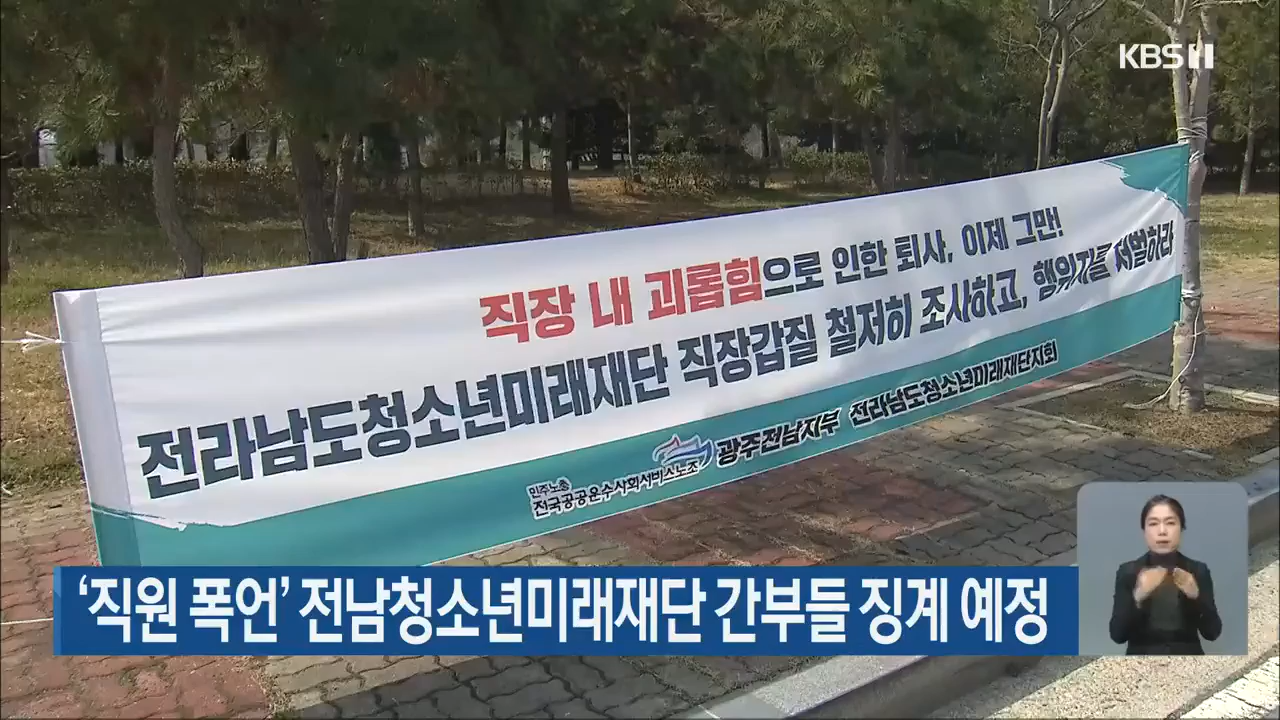 KBS 1
직장 내 괴롭힘으로 인한 퇴사, 이제 그만!
전라남도청소년미래재단 직장갑질 철저히 조사하고, 행위자를 처벌하라
민주노총
전국공공운수사회서비스노조 광주전남지부 전라남도청소년미래재단지회
‘직원 폭언’ 전남청소년미래재단 간부들 징계 예정